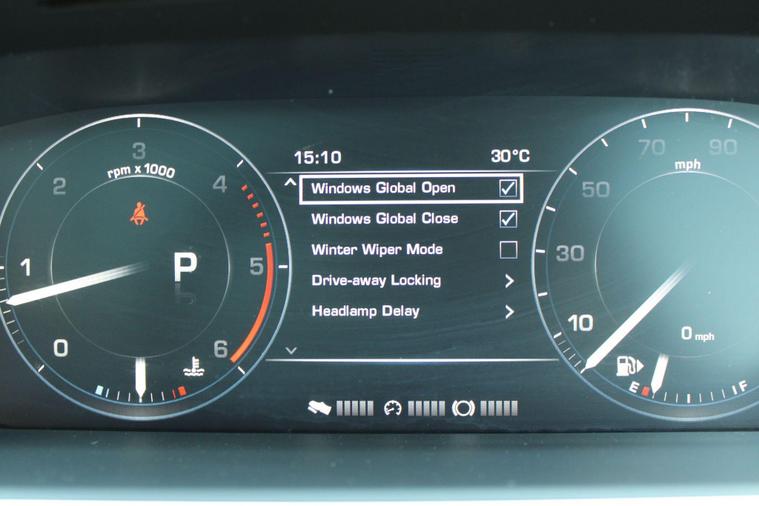 15:10 30°C
Windows Global Open
Windows Global Close
Winter Wiper Mode
Drive-away Locking
Headlamp Delay
rpm x 1000
0
1
2
3
4
5
6
P
mph
10
30
50
70
90
0 mph
E F